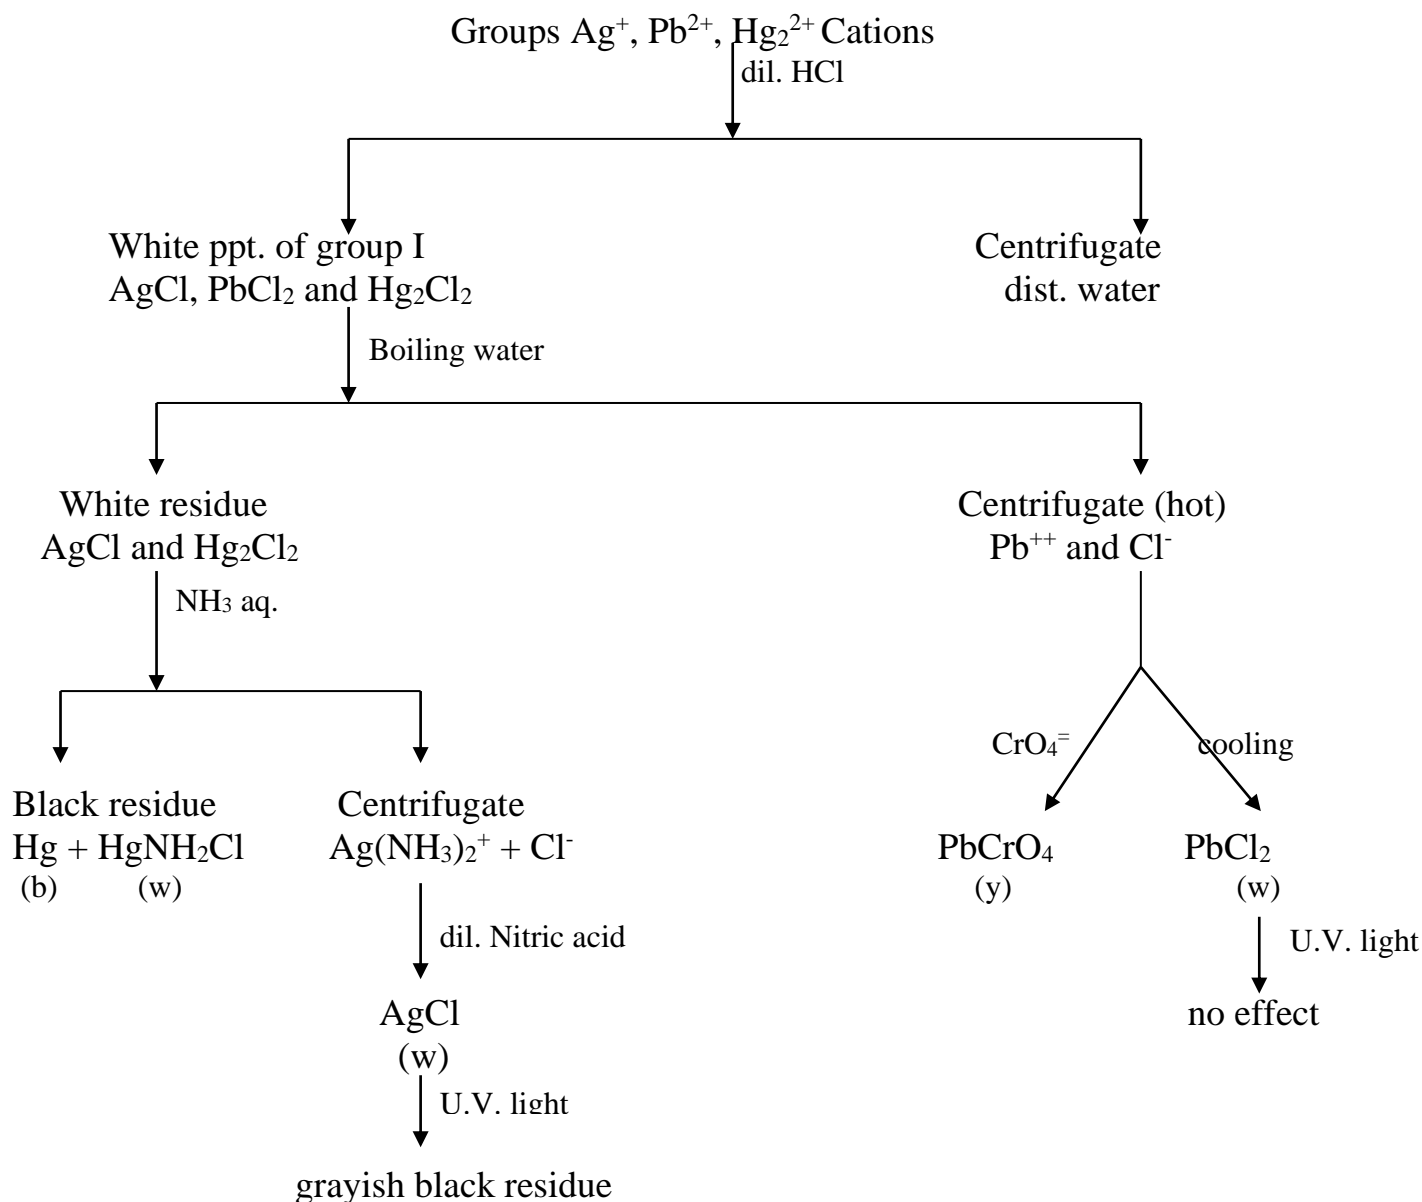 Groups Ag⁺, Pb²⁺, Hg₂²⁺ Cations
dil. HCl
White ppt. of group I
AgCl, PbCl₂ and Hg₂Cl₂
Centrifugate
dist. water
Boiling water
White residue
AgCl and Hg₂Cl₂
Centrifugate (hot)
Pb⁺⁺ and Cl⁻
NH₃ aq.
CrO₄⁼
cooling
Black residue
Hg + HgNH₂Cl
(b) (w)
Centrifugate
Ag(NH₃)₂⁺ + Cl⁻
PbCrO₄
(y)
PbCl₂
(w)
dil. Nitric acid
U.V. light
AgCl
(w)
no effect
U.V. light
grayish black residue